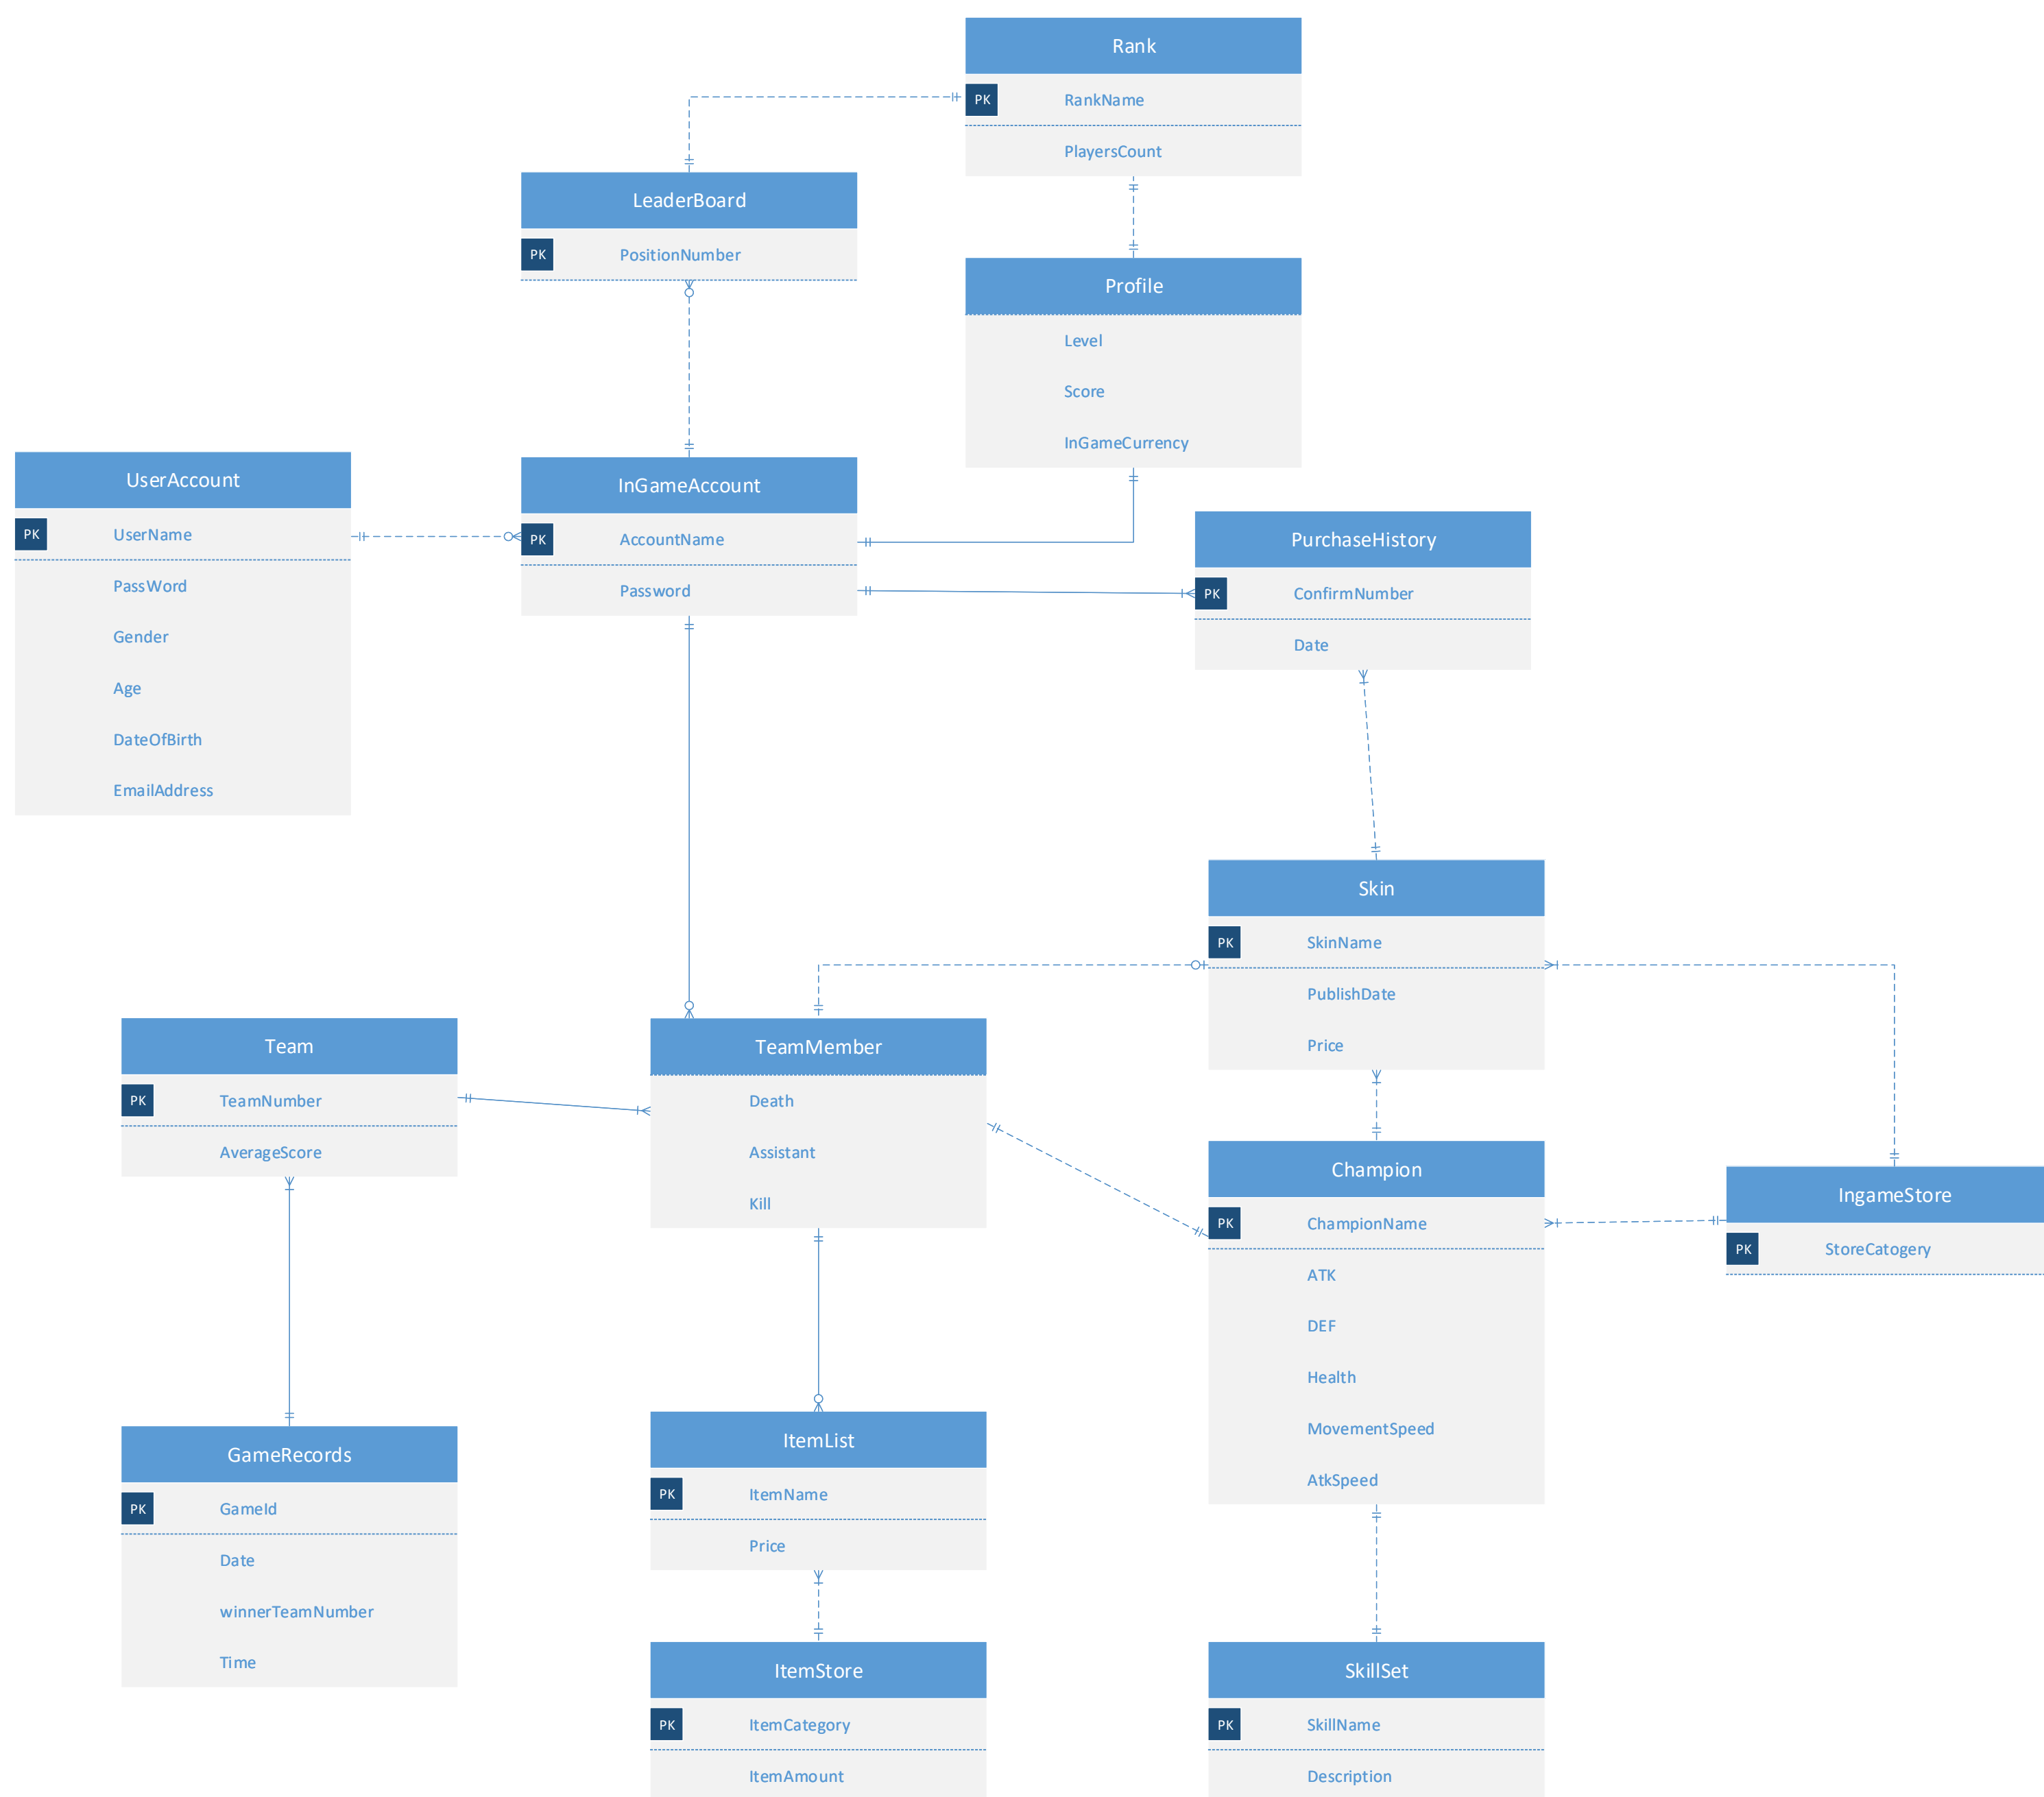 Rank
PK RankName
PlayersCount
LeaderBoard
PK PositionNumber
Profile
Level
Score
InGameCurrency
UserAccount
PK UserName
PassWord
Gender
Age
DateOfBirth
EmailAddress
InGameAccount
PK AccountName
Password
PurchaseHistory
PK ConfirmNumber
Date
Skin
PK SkinName
PublishDate
Price
Team
PK TeamNumber
AverageScore
TeamMember
Death
Assistant
Kill
Champion
PK ChampionName
ATK
DEF
Health
MovementSpeed
AtkSpeed
IngameStore
PK StoreCatogery
GameRecords
PK GameId
Date
winnerTeamNumber
Time
ItemList
PK ItemName
Price
ItemStore
PK ItemCategory
ItemAmount
SkillSet
PK SkillName
Description